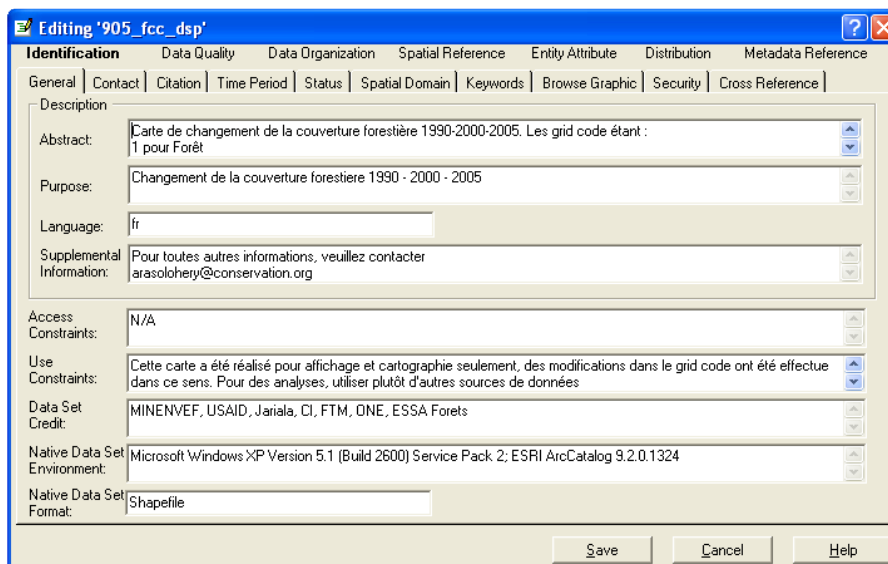 Editing '905_fcc_dsp'
Identification Data Quality Data Organization Spatial Reference Entity Attribute Distribution Metadata Reference
General Contact Citation Time Period Status Spatial Domain Keywords Browse Graphic Security Cross Reference
Description
Abstract:
Carte de changement de la couverture forestière 1990-2000-2005. Les grid code étant :
1 pour Forêt
Purpose:
Changement de la couverture forestiere 1990 - 2000 - 2005
Language:
fr
Supplemental
Information:
Pour toutes autres informations, veuillez contacter
arasolohery@conservation.org
Access
Constraints:
N/A
Use
Constraints:
Cette carte a été réalisé pour affichage et cartographie seulement, des modifications dans le grid code ont été effectue
dans ce sens. Pour des analyses, utiliser plutôt d'autres sources de données
Data Set
Credit:
MINENVEF, USAID, Jariala, CI, FTM, ONE, ESSA Forets
Native Data Set
Environment:
Microsoft Windows XP Version 5.1 (Build 2600) Service Pack 2; ESRI ArcCatalog 9.2.0.1324
Native Data Set
Format:
Shapefile
Save Cancel Help